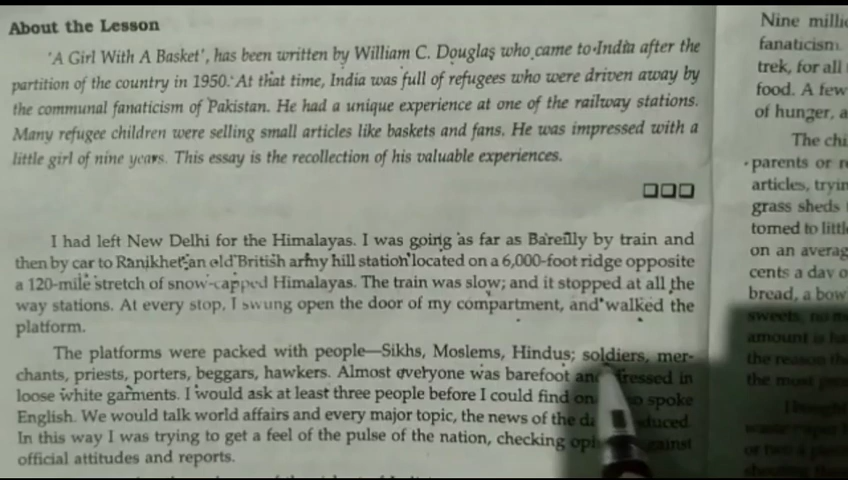 About the Lesson
'A Girl With A Basket', has been written by William C. Douglas who came to India after the
partition of the country in 1950. At that time, India was full of refugees who were driven away by
the communal fanaticism of Pakistan. He had a unique experience at one of the railway stations.
Many refugee children were selling small articles like baskets and fans. He was impressed with a
little girl of nine years. This essay is the recollection of his valuable experiences.
I had left New Delhi for the Himalayas. I was going as far as Bareilly by train and
then by car to Ranikhet, an old British army hill station located on a 6,000-foot ridge opposite
a 120-mile stretch of snow-capped Himalayas. The train was slow; and it stopped at all the
way stations. At every stop, I swung open the door of my compartment, and walked the
platform.
The platforms were packed with people—Sikhs, Moslems, Hindus; soldiers, mer-
chants, priests, porters, beggars, hawkers. Almost everyone was barefoot and dressed in
loose white garments. I would ask at least three people before I could find spoke
English. We would talk world affairs and every major topic, the news of the
In this way I was trying to get a feel of the pulse of the nation, checking against
official attitudes and reports.
Nine
fanaticism.
trek, for all
food. A few
of hunger, a
The
parents or
articles,
grass sheds
tomed to
on an
cents a day
bread, a
sweets,
amount is
the reason
the most